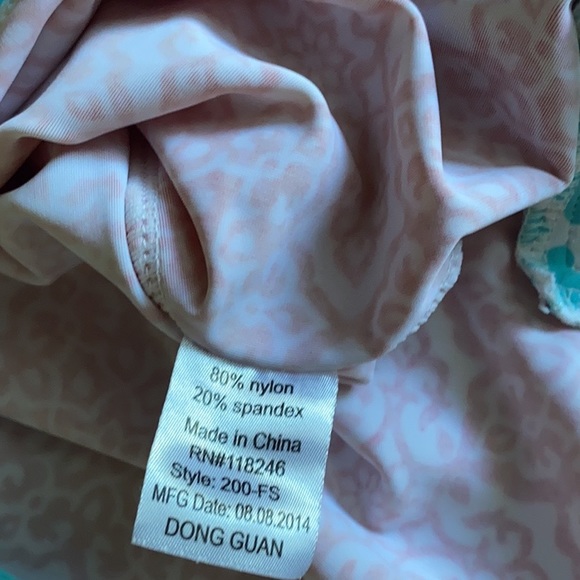 80% nylon
20% spandex
Made in China
RN#118246
Style: 200-FS
MFG Date: 08.08.2014
DONG GUAN